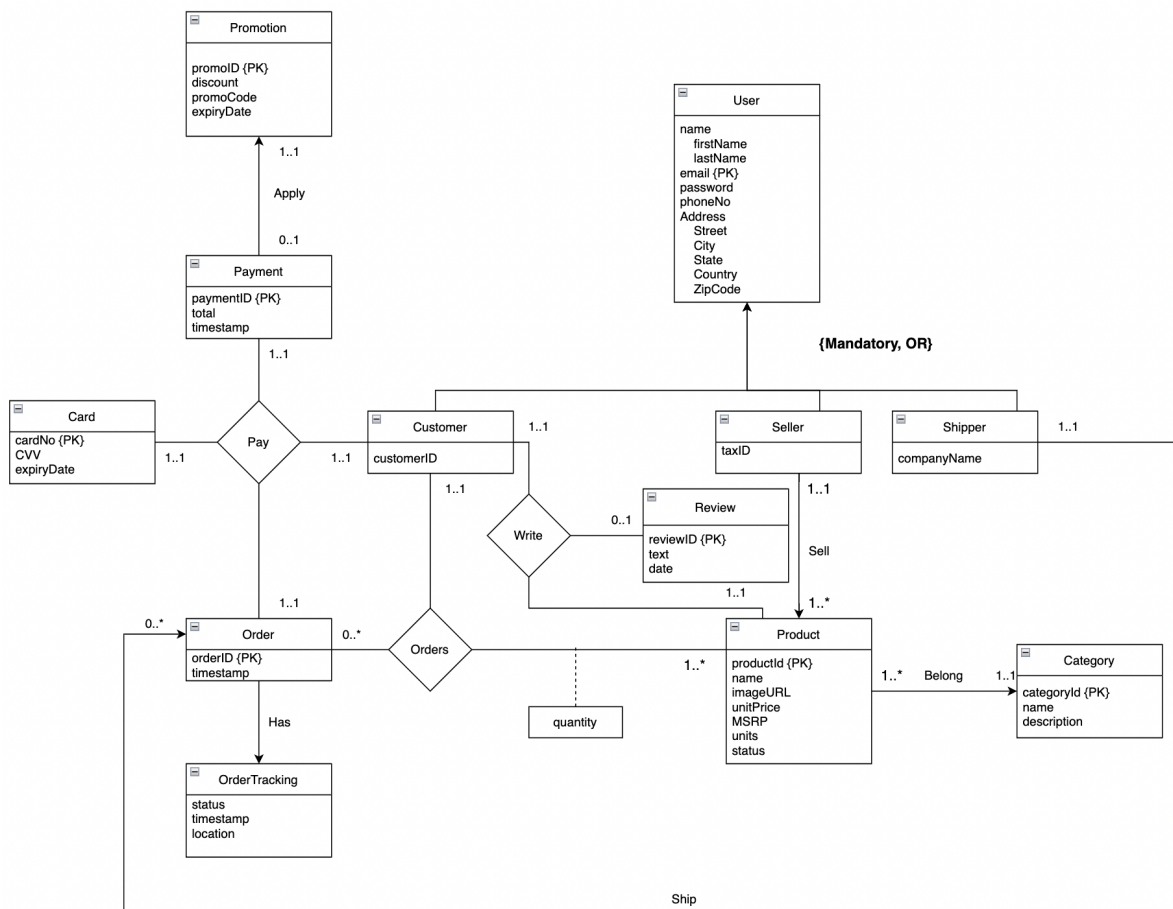 Promotion
promoID {PK}
discount
promoCode
expiryDate
1..1
Apply
0..1
Payment
paymentID {PK}
total
timestamp
1..1
User
name
firstName
lastName
email {PK}
password
phoneNo
Address
Street
City
State
Country
ZipCode
{Mandatory, OR}
Card
cardNo {PK}
CVV
expiryDate
1..1
Pay
1..1
Customer
customerID
1..1
1..1
Seller
taxID
1..1
Shipper
companyName
1..1
Write
0..1
Review
reviewID {PK}
text
date
Sell
1..1
1..*
1..1
0..*
Order
orderID {PK}
timestamp
0..*
Orders
1..*
quantity
Product
productId {PK}
name
imageURL
unitPrice
MSRP
units
status
1..*
Belong
1..1
Category
categoryId {PK}
name
description
Has
OrderTracking
status
timestamp
location
Ship